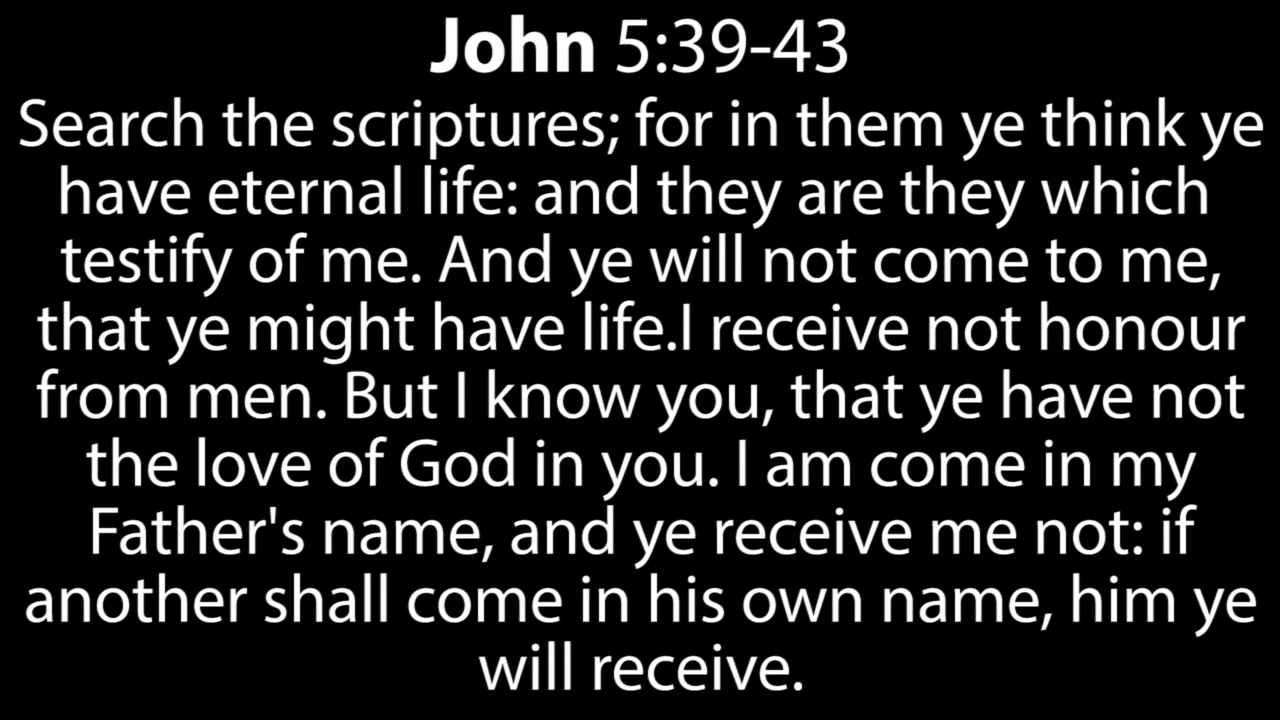 John 5:39-43
Search the scriptures; for in them ye think ye
have eternal life: and they are they which
testify of me. And ye will not come to me,
that ye might have life.I receive not honour
from men. But I know you, that ye have not
the love of God in you. I am come in my
Father's name, and ye receive me not: if
another shall come in his own name, him ye
will receive.